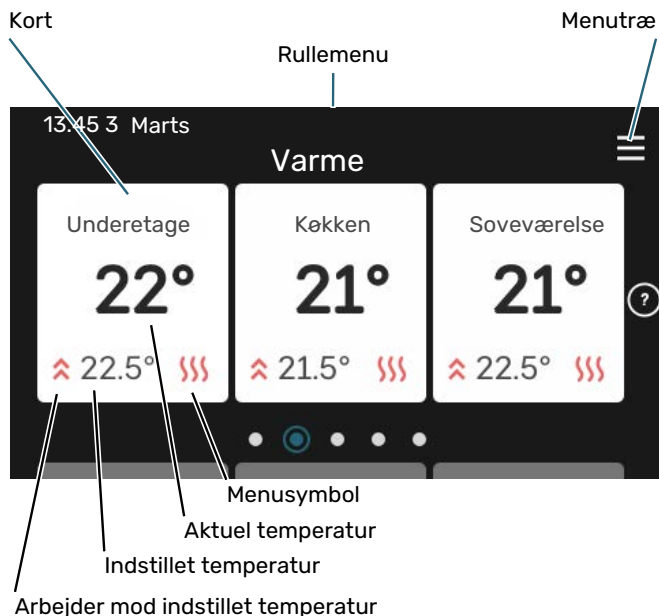 Kort
Menutræ
Rullemenu
13.45 3 Marts
Varme
Underetage
Køkken
Soveværelse
22°
21°
21°
?
22.5°
21.5°
22.5°
Menusymbol
Aktuel temperatur
Indstillet temperatur
Arbejder mod indstillet temperatur